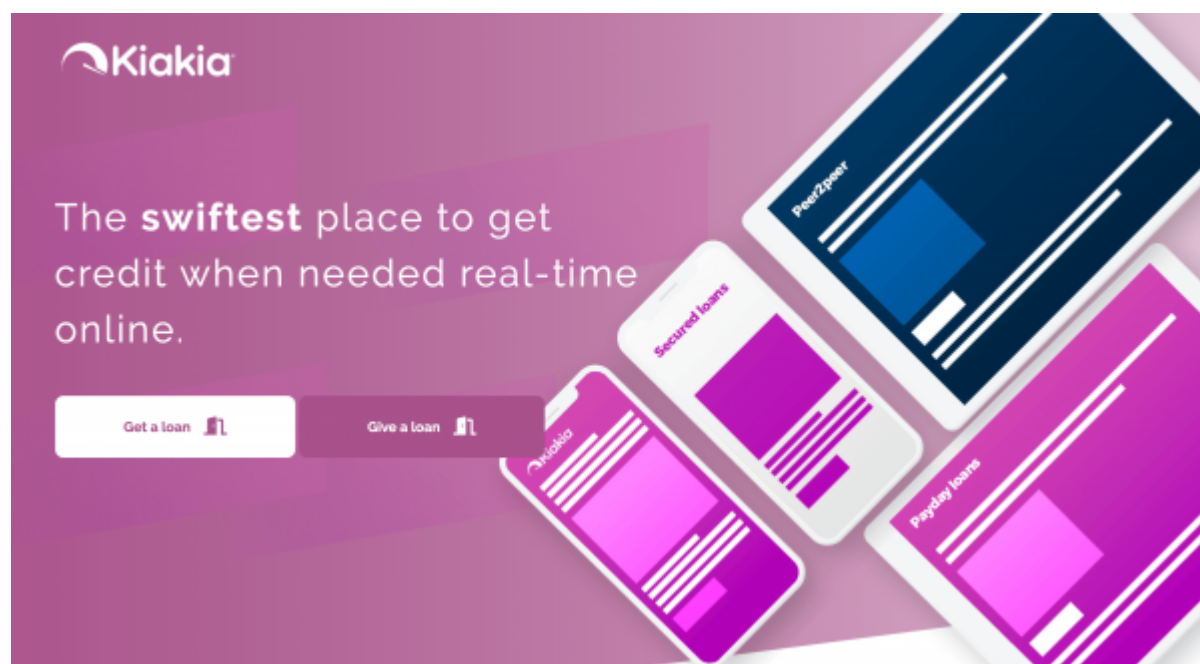 Kiakia
The swiftest place to get
credit when needed real-time
online.
Get a loan
Give a loan
Peer2peer
Secured loans
Kiakia
Payday loans